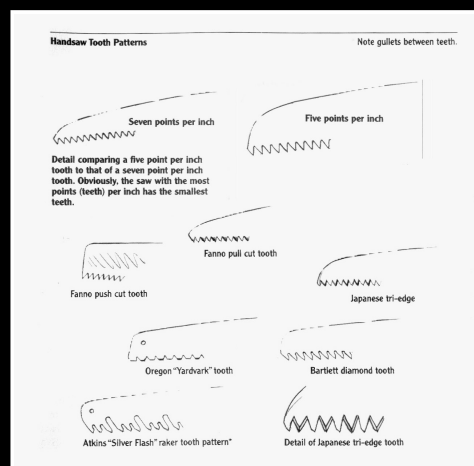 Handsaw Tooth Patterns
Note gullets between teeth.
Seven points per inch
Five points per inch
Detail comparing a five point per inch
tooth to that of a seven point per inch
tooth. Obviously, the saw with the most
points (teeth) per inch has the smallest
teeth.
Fanno pull cut tooth
Fanno push cut tooth
Japanese tri-edge
Oregon "Yardvark" tooth
Bartlett diamond tooth
Atkins "Silver Flash" raker tooth pattern*
Detail of Japanese tri-edge tooth